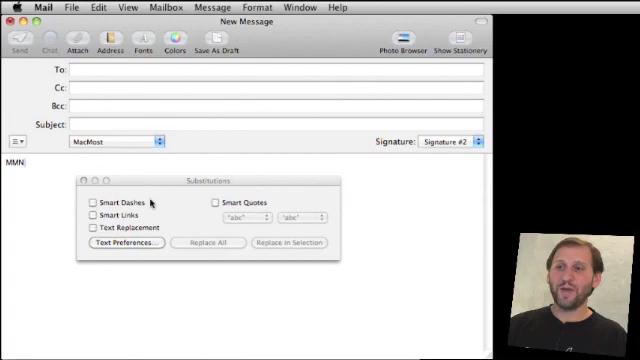 Mail File Edit View Mailbox Message Format Window Help
New Message
Send Chat Attach Address Fonts Colors Save As Draft Photo Browser Show Stationery
To:
Cc:
Bcc:
Subject:
MacMost Signature: Signature #2
MMN
Substitutions
Smart Dashes Smart Quotes
Smart Links "abc" 'abc'
Text Replacement
Text Preferences... Replace All Replace in Selection